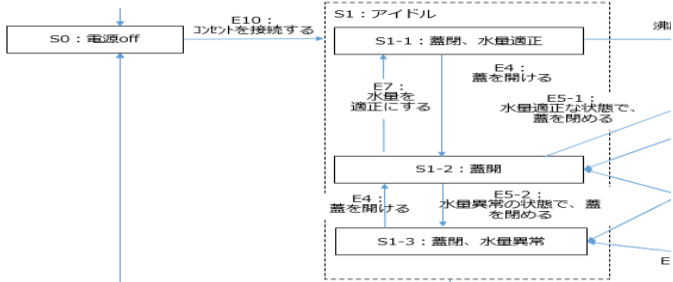 E10：
コンセントを接続する
S1：アイドル
S0：電源off
S1-1：蓋閉、水量適正
沸
E4：
蓋を開ける
E7：
水量を
適正にする
E5-1：
水量適正な状態で、
蓋を閉める
S1-2：蓋開
E4：
蓋を開ける
E5-2：
水量異常の状態で、蓋
を閉める
S1-3：蓋閉、水量異常
E